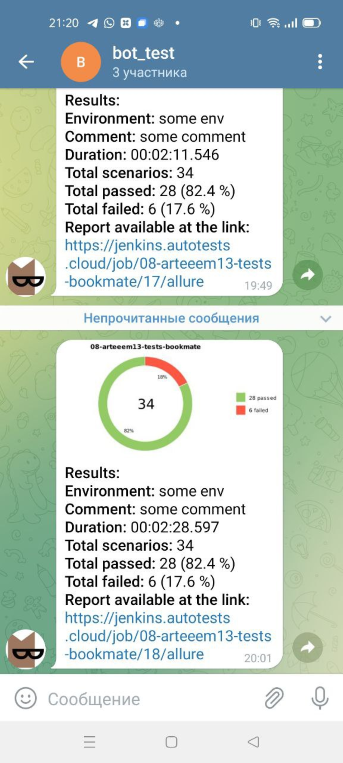 21:20
B
bot_test
3 участника
Results:
Environment: some env
Comment: some comment
Duration: 00:02:11.546
Total scenarios: 34
Total passed: 28 (82.4 %)
Total failed: 6 (17.6 %)
Report available at the link:
https://jenkins.autotests
.cloud/job/08-arteeem13-tests
-bookmate/17/allure
19:49
Непрочитанные сообщения
08-arteeem13-tests-bookmate
18%
34
82%
28 passed
6 failed
Results:
Environment: some env
Comment: some comment
Duration: 00:02:28.597
Total scenarios: 34
Total passed: 28 (82.4 %)
Total failed: 6 (17.6 %)
Report available at the link:
https://jenkins.autotests
.cloud/job/08-arteeem13-tests
-bookmate/18/allure
20:01
Сообщение